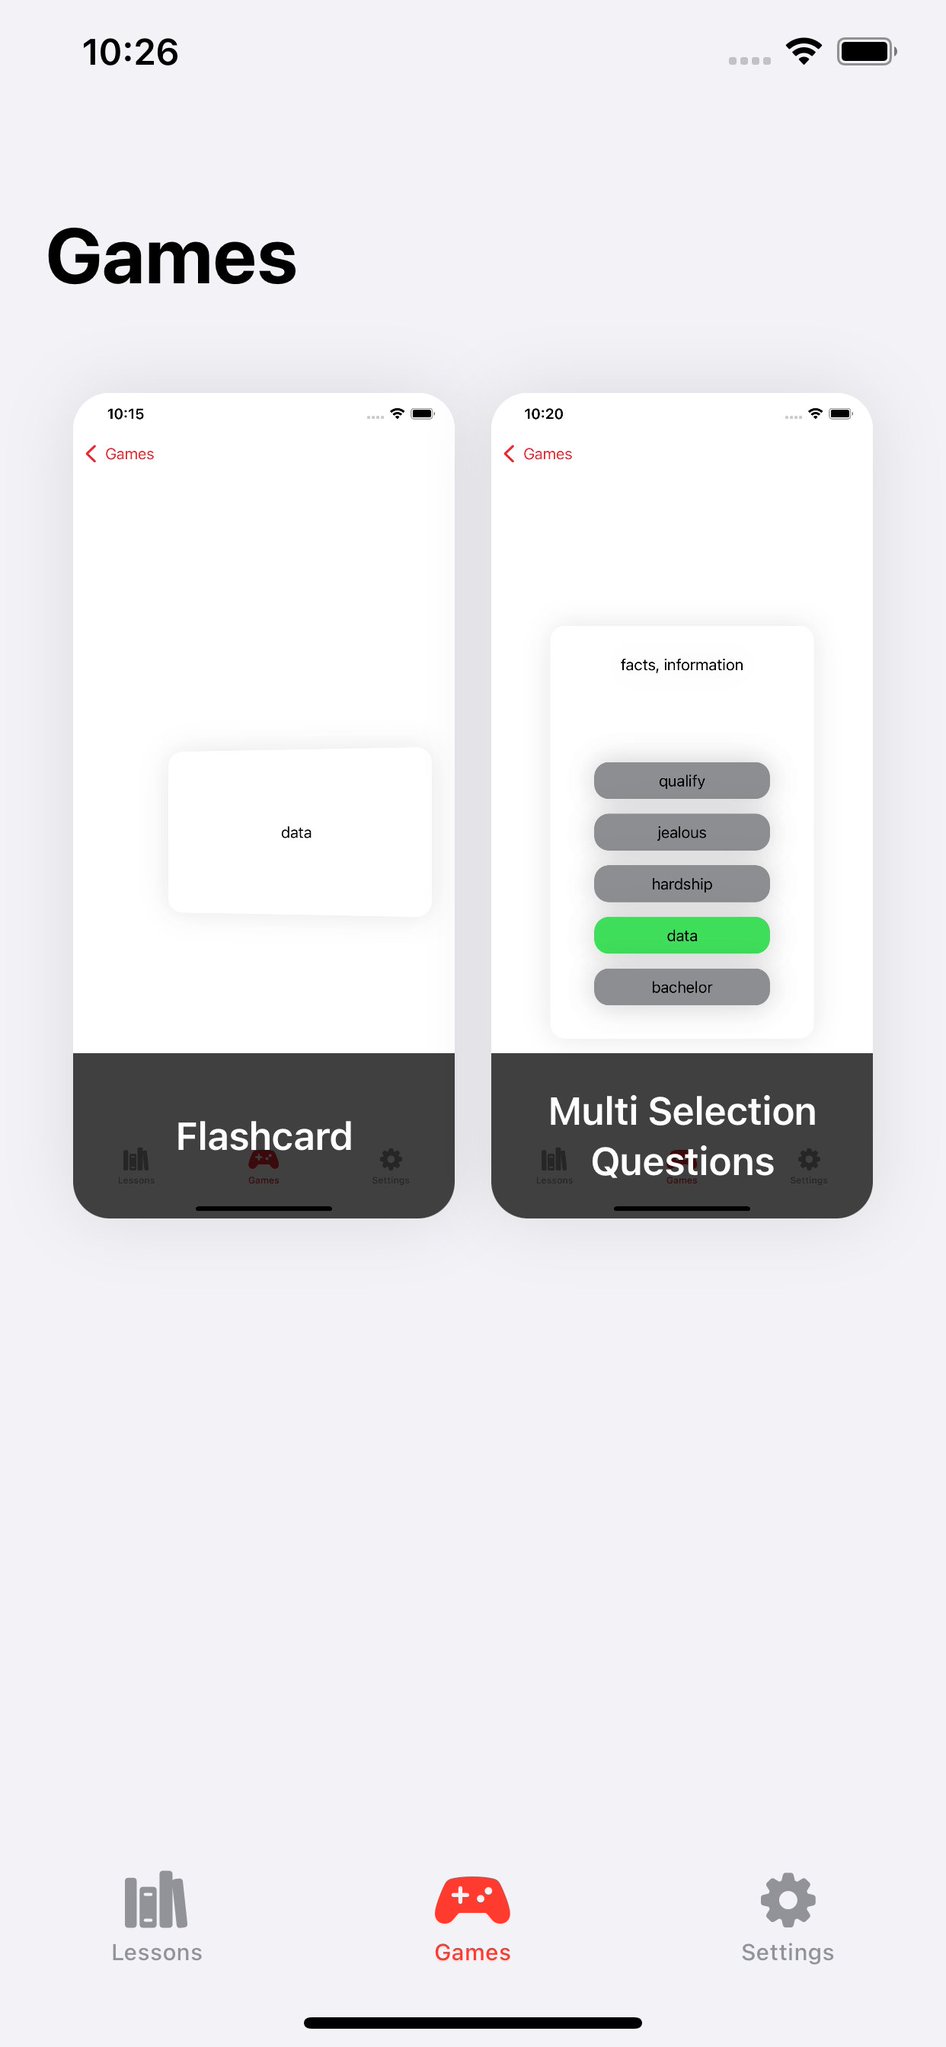 10:26
Games
10:15
Games
data
Lessons
Games
Settings
Flashcard
10:20
Games
facts, information
qualify
jealous
hardship
data
bachelor
Lessons
Games
Settings
Multi Selection
Questions
Lessons
Games
Settings